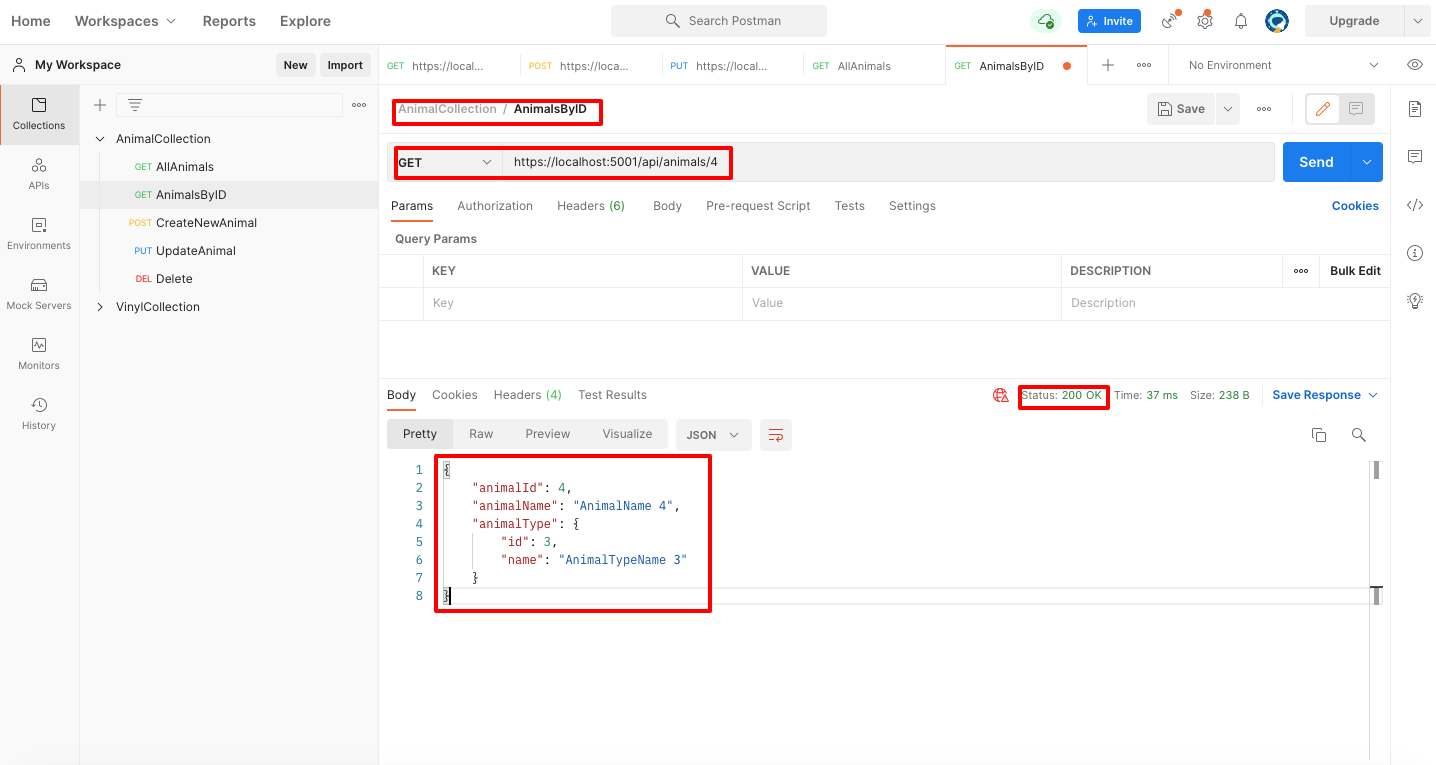 Home Workspaces Reports Explore Search Postman Invite Upgrade
My Workspace New Import GET https://local... POST https://loca... PUT https://local... GET AllAnimals GET AnimalsByID No Environment
Collections
APIs
Environments
Mock Servers
Monitors
History
AnimalCollection
GET AllAnimals
GET AnimalsByID
POST CreateNewAnimal
PUT UpdateAnimal
DEL Delete
VinylCollection
AnimalCollection / AnimalsByID Save
GET https://localhost:5001/api/animals/4 Send
Params Authorization Headers (6) Body Pre-request Script Tests Settings Cookies
Query Params
KEY VALUE DESCRIPTION Bulk Edit
Key Value Description
Body Cookies Headers (4) Test Results Status: 200 OK Time: 37 ms Size: 238 B Save Response
Pretty Raw Preview Visualize JSON
1 {
2 "animalId": 4,
3 "animalName": "AnimalName 4",
4 "animalType": {
5 "id": 3,
6 "name": "AnimalTypeName 3"
7 }
8 }